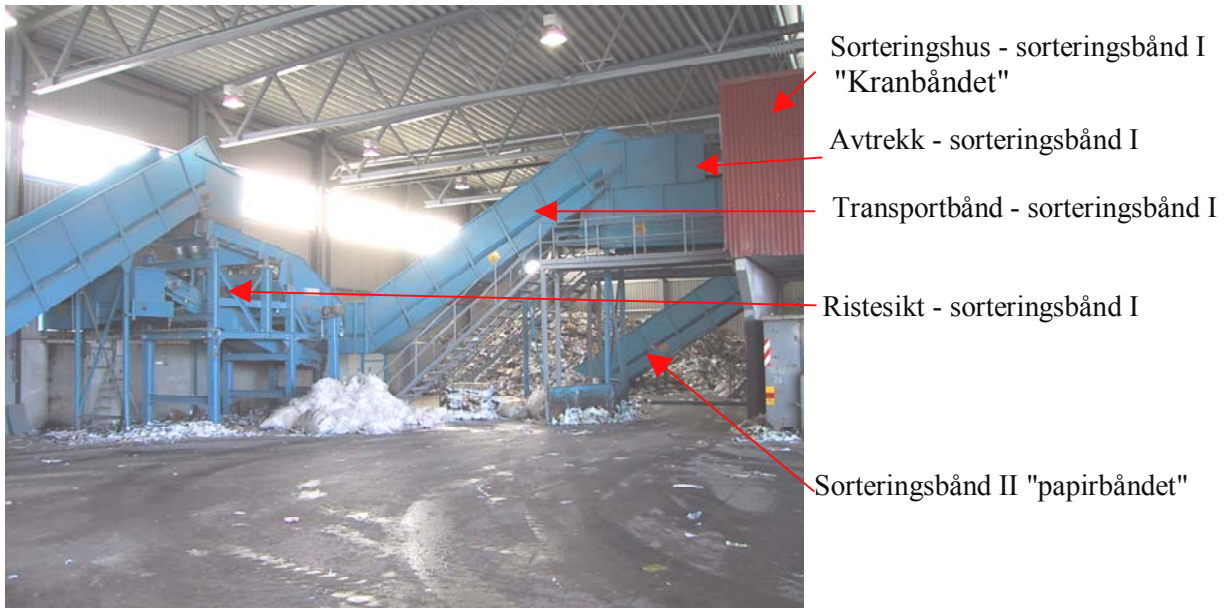 Sorteringshus - sorteringsbånd I
"Kranbåndet"
Avtrekk - sorteringsbånd I
Transportbånd - sorteringsbånd I
Ristesikt - sorteringsbånd I
Sorteringsbånd II "papirbåndet"